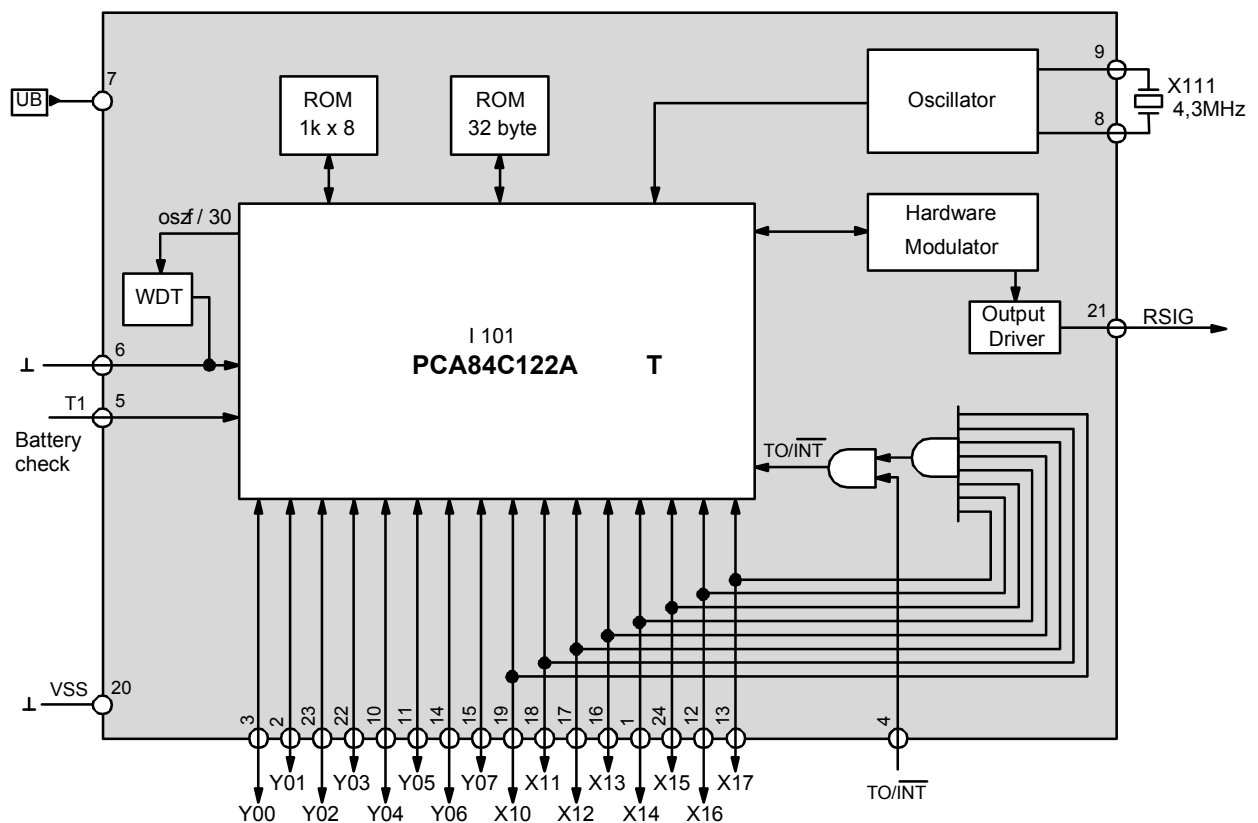 7
UB
ROM
1k x 8
ROM
32 byte
Oscillator
9
8
X111
4,3MHz
oszf / 30
WDT
Hardware
Modulator
Output
Driver
21
RSIG
I 101
PCA84C122A T
6
T1
5
Battery
check
TO/INT
VSS
20
3
2
23
22
10
11
14
15
19
18
17
16
1
24
12
13
4
Y01 Y03 Y05 Y07 X11 X13 X15 X17
TO/INT
Y00 Y02 Y04 Y06 X10 X12 X14 X16